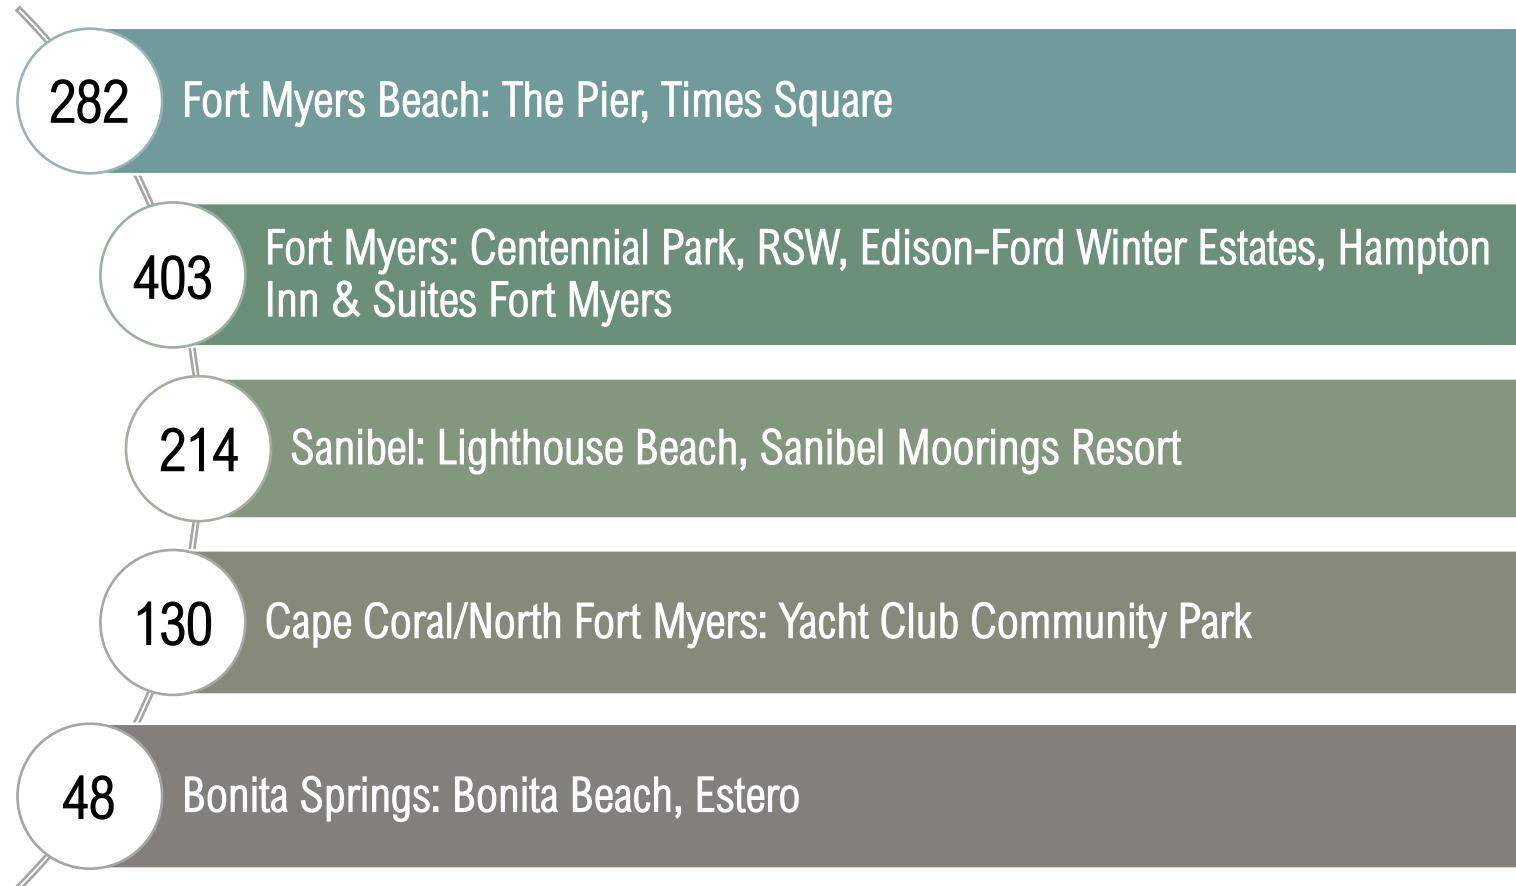 282
Fort Myers Beach: The Pier, Times Square
403
Fort Myers: Centennial Park, RSW, Edison-Ford Winter Estates, Hampton
Inn & Suites Fort Myers
214
Sanibel: Lighthouse Beach, Sanibel Moorings Resort
130
Cape Coral/North Fort Myers: Yacht Club Community Park
48
Bonita Springs: Bonita Beach, Estero